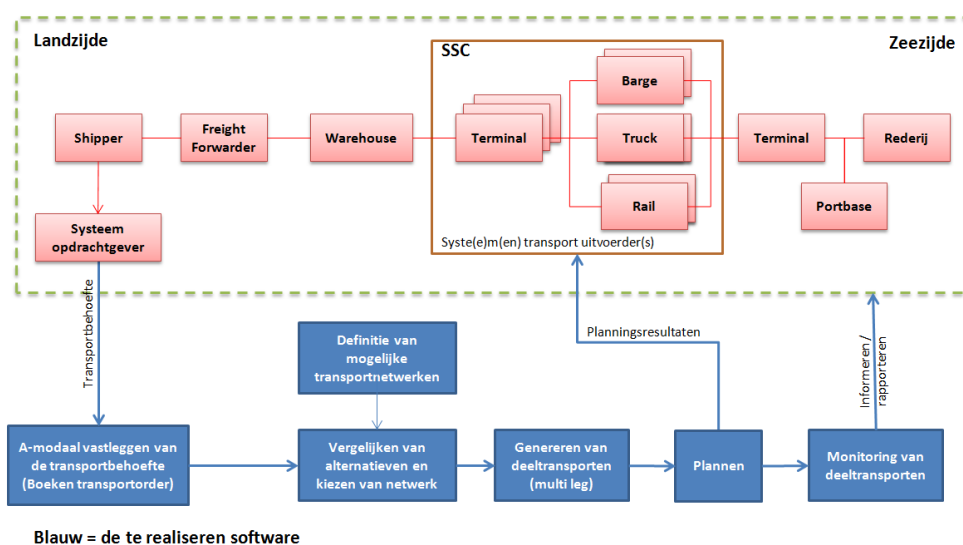 Landzijde
SSC
Zeezijde
Barge
Shipper
Freight
Forwarder
Warehouse
Terminal
Truck
Terminal
Rederij
Rail
Portbase
Systeem
opdrachtgever
Syste(e)m(en) transport uitvoerder(s)
Transportbehoefte
Definitie van
mogelijke
transportnetwerken
Planningsresultaten
Informeren /
rapporteren
A-modaal vastleggen van
de transportbehoefte
(Boeken transportorder)
Vergelijken van
alternatieven en
kiezen van netwerk
Genereren van
deeltransporten
(multi leg)
Plannen
Monitoring van
deeltransporten
Blauw = de te realiseren software